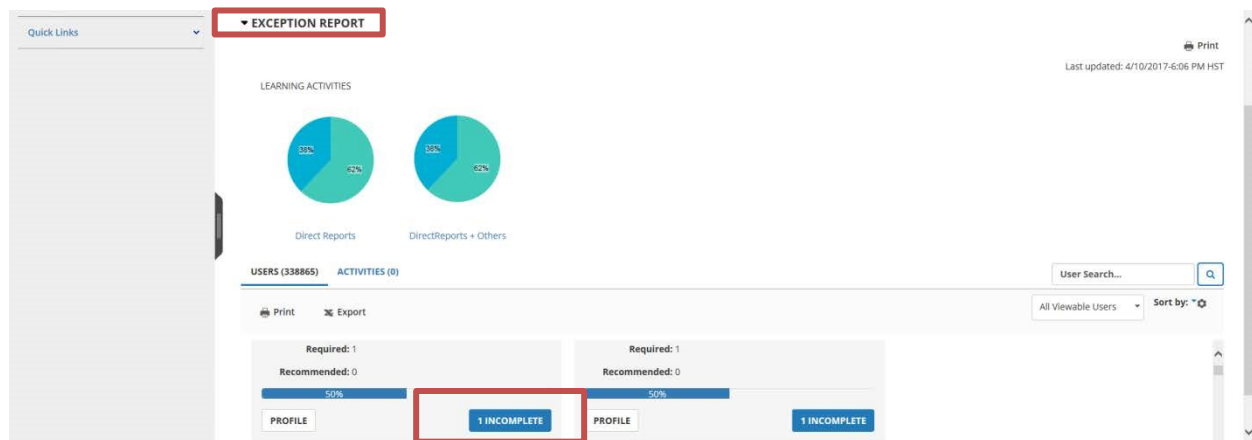 Quick Links
EXCEPTION REPORT
Print
Last updated: 4/10/2017-6:06 PM HST
LEARNING ACTIVITIES
38%
62%
38%
62%
Direct Reports
DirectReports + Others
USERS (338865) ACTIVITIES (0)
User Search...
Print Export
All Viewable Users Sort by:
Required: 1
Recommended: 0
50%
PROFILE 1 INCOMPLETE
Required: 1
Recommended: 0
50%
PROFILE 1 INCOMPLETE